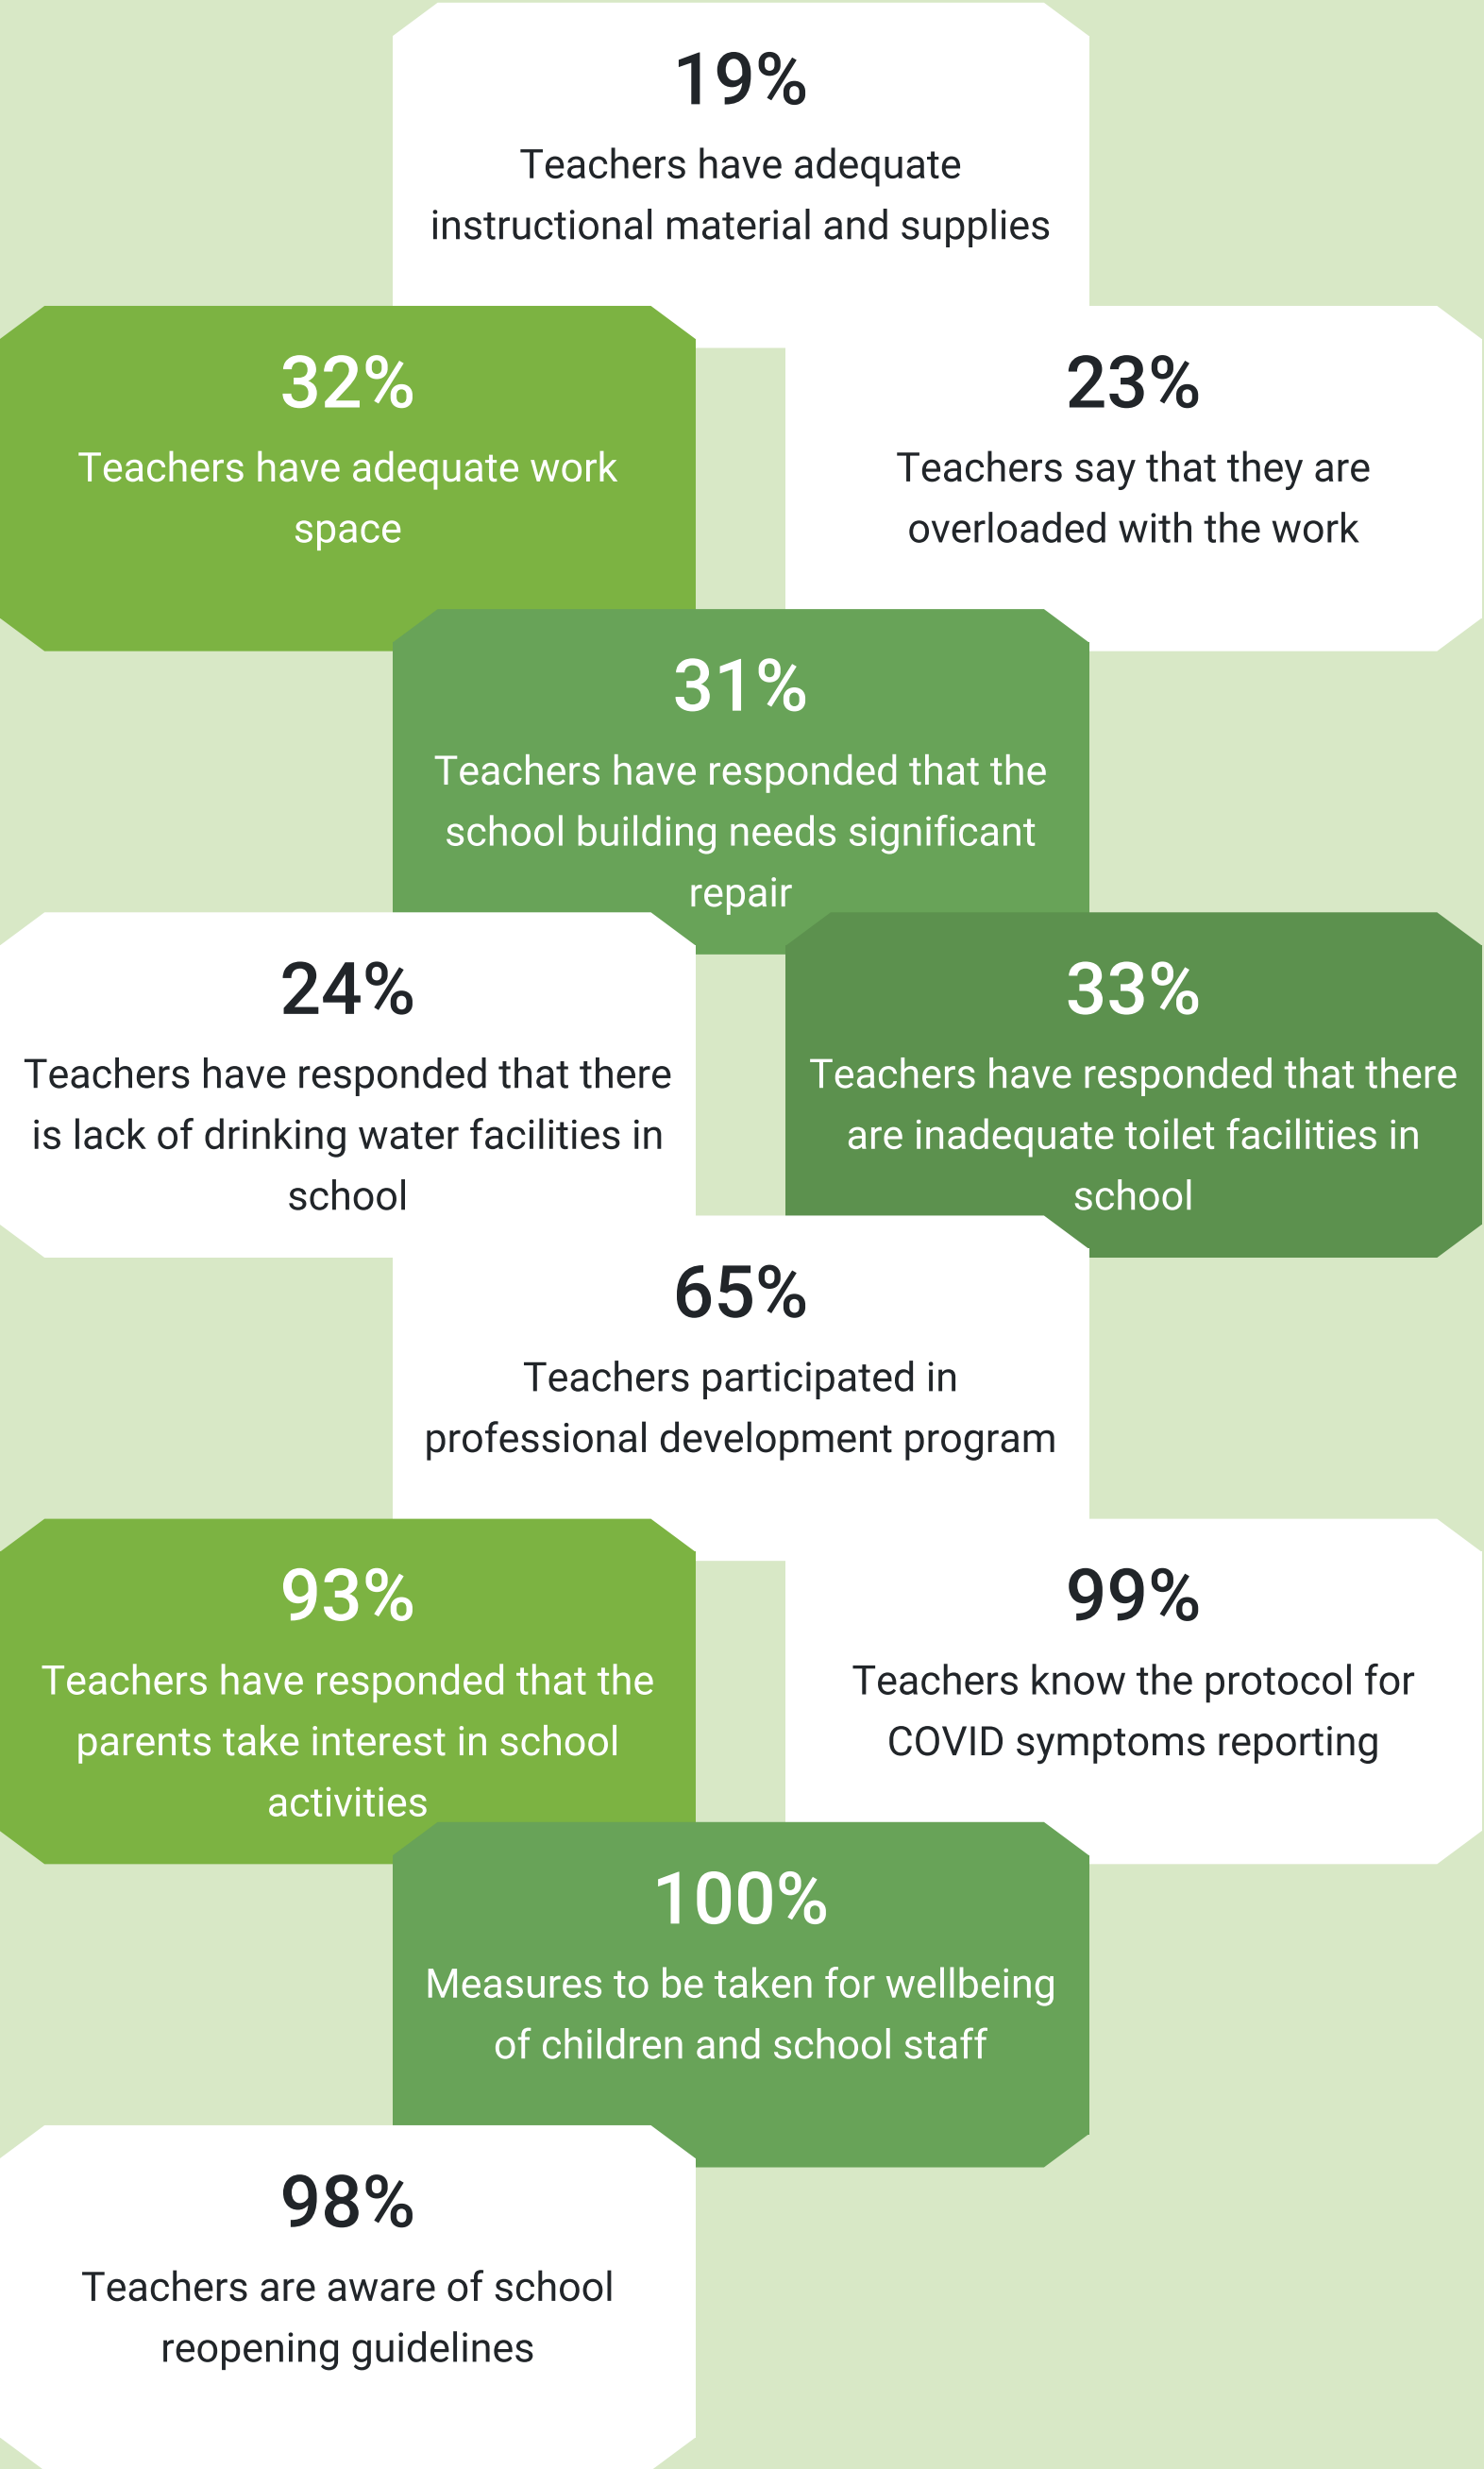 19%
Teachers have adequate
instructional material and supplies
32%
Teachers have adequate work
space
23%
Teachers say that they are
overloaded with the work
31%
Teachers have responded that the
school building needs significant
repair
24%
Teachers have responded that there
is lack of drinking water facilities in
school
33%
Teachers have responded that there
are inadequate toilet facilities in
school
65%
Teachers participated in
professional development program
93%
Teachers have responded that the
parents take interest in school
activities
99%
Teachers know the protocol for
COVID symptoms reporting
100%
Measures to be taken for wellbeing
of children and school staff
98%
Teachers are aware of school
reopening guidelines